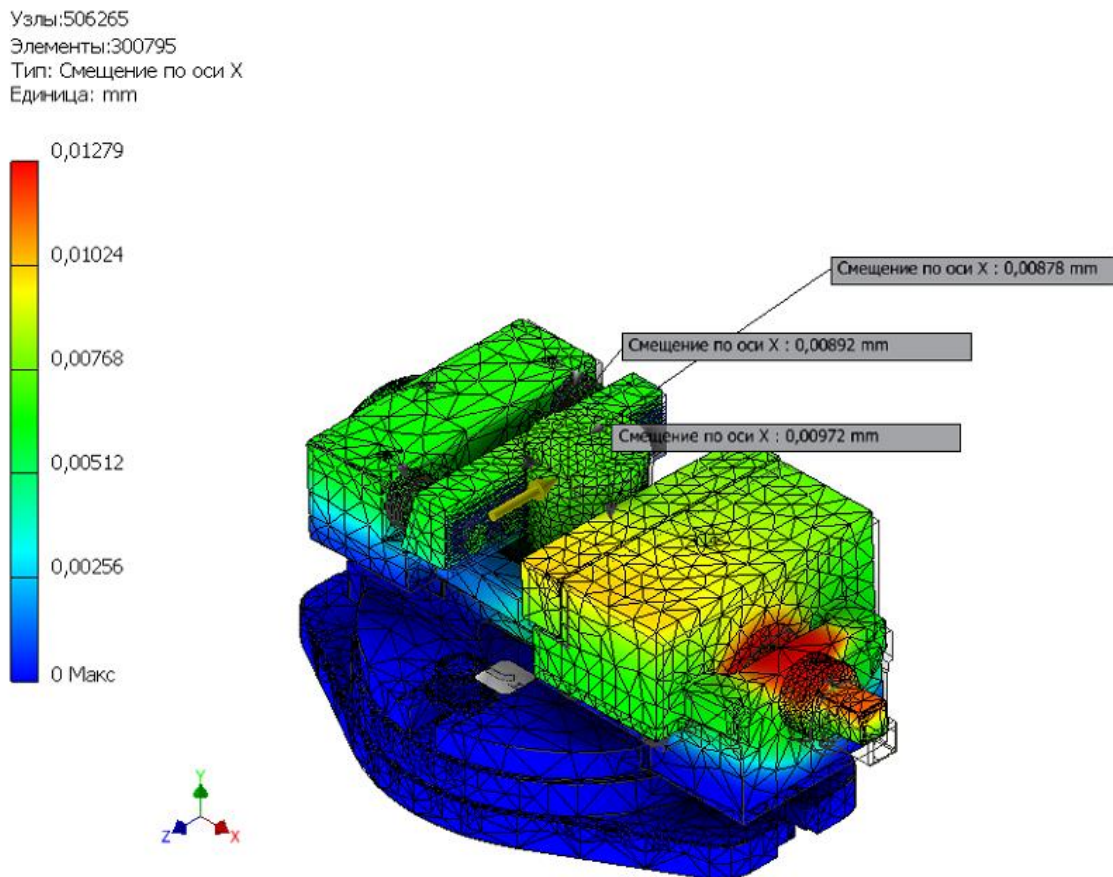 Узлы:506265
Элементы:300795
Тип: Смещение по оси X
Единица: mm
0,01279
0,01024
0,00768
0,00512
0,00256
0 Макс
Смещение по оси X : 0,00878 mm
Смещение по оси X : 0,00892 mm
Смещение по оси X : 0,00972 mm
Y
Z
X